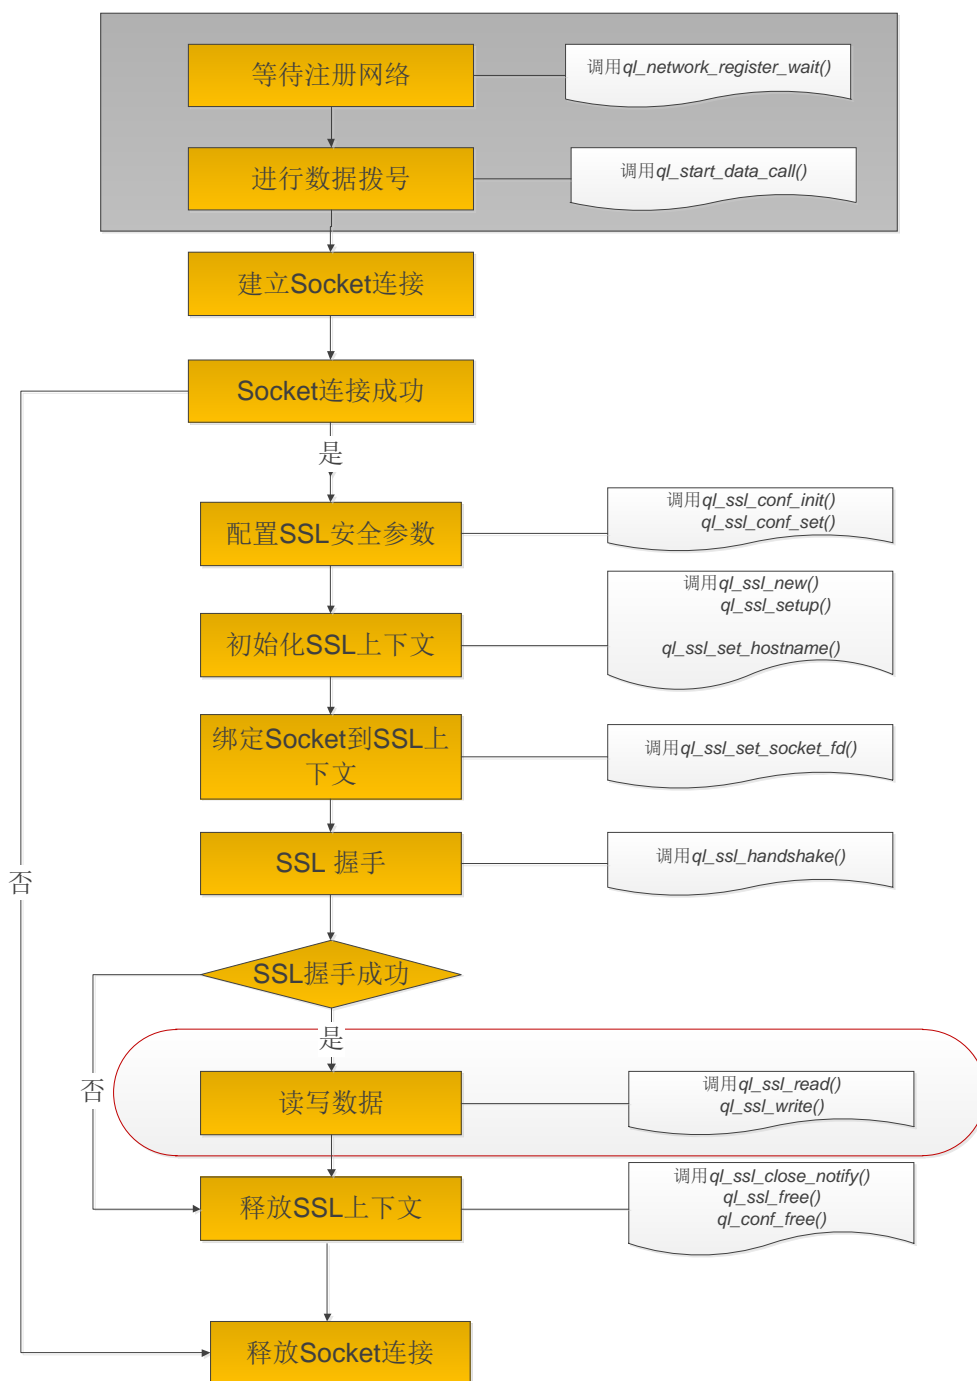 等待注册网络
调用ql_network_register_wait()
进行数据拨号
调用ql_start_data_call()
建立Socket连接
Socket连接成功
是
配置SSL安全参数
调用ql_ssl_conf_init()
ql_ssl_conf_set()
初始化SSL上下文
调用ql_ssl_new()
ql_ssl_setup()
ql_ssl_set_hostname()
绑定Socket到SSL上
下文
调用ql_ssl_set_socket_fd()
SSL 握手
调用ql_ssl_handshake()
否
SSL握手成功
是
否
读写数据
调用ql_ssl_read()
ql_ssl_write()
释放SSL上下文
调用ql_ssl_close_notify()
ql_ssl_free()
ql_conf_free()
释放Socket连接